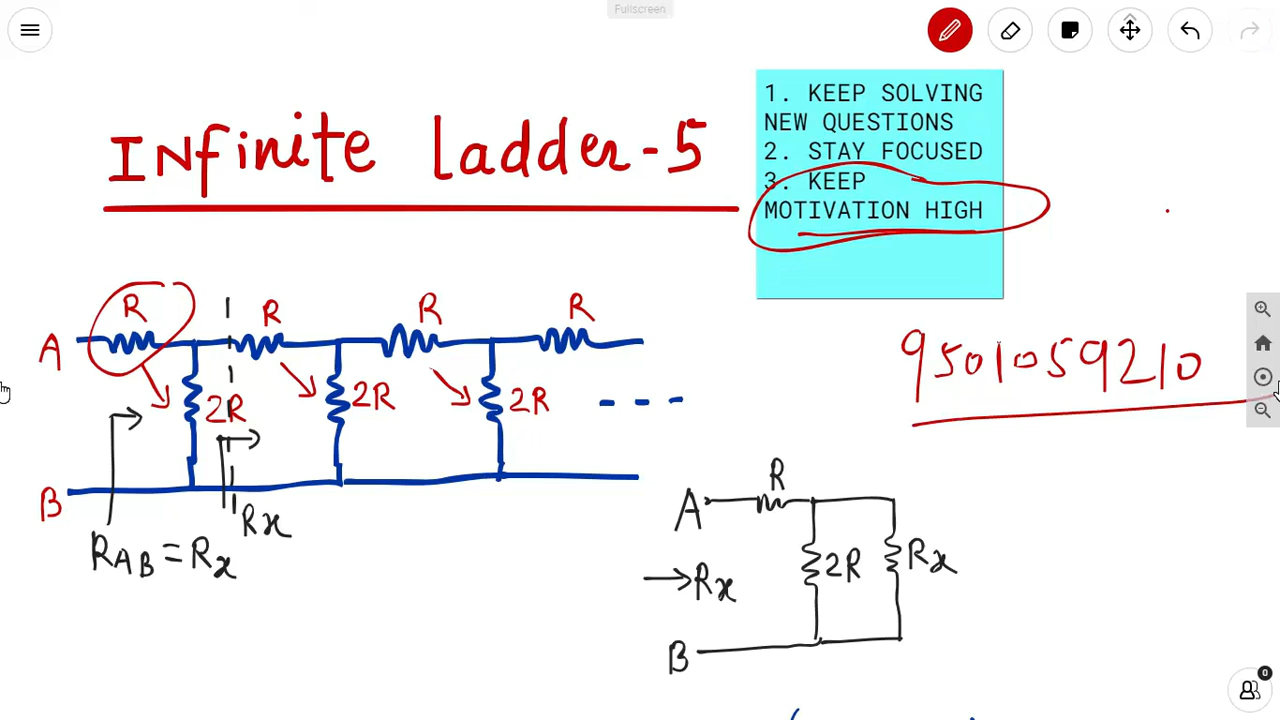 Fullscreen
Infinite ladder-5
1. KEEP SOLVING
NEW QUESTIONS
2. STAY FOCUSED
3. KEEP
MOTIVATION HIGH
R R R R
A
2R 2R 2R
B
Rx
RAB = Rx
9501059210
R
A
2R Rx
→Rx
B
0